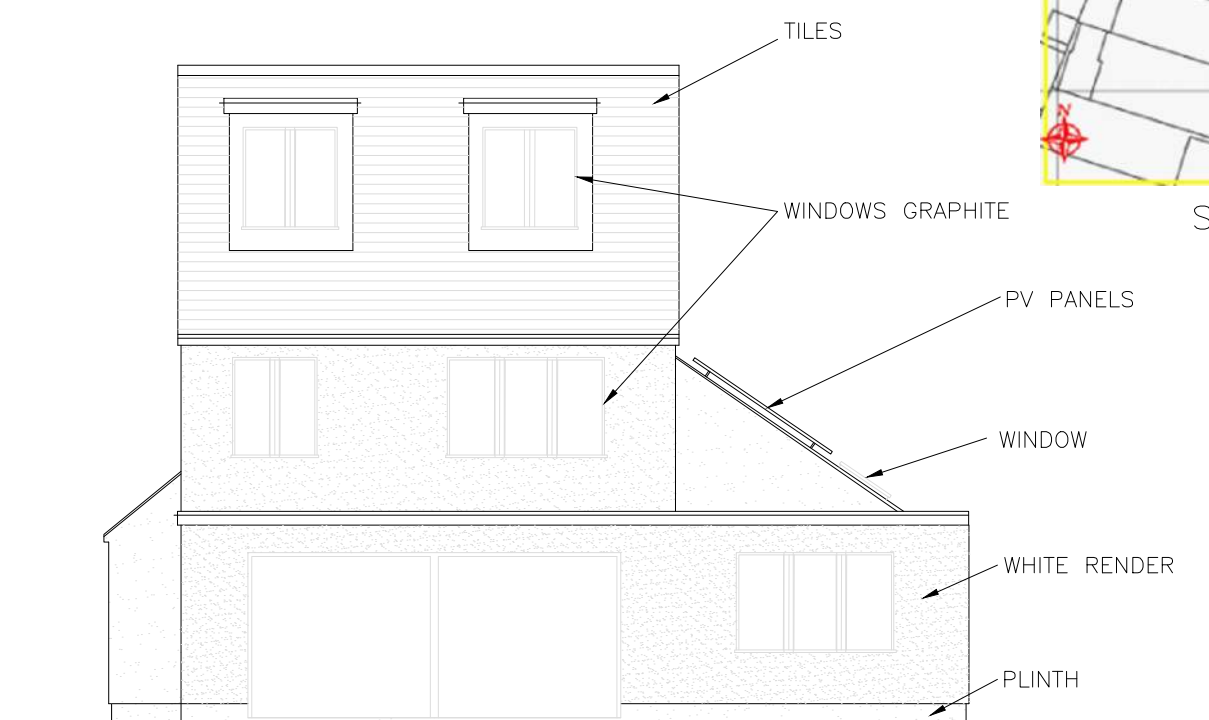 TILES
N
WINDOWS GRAPHITE
S
PV PANELS
WINDOW
WHITE RENDER
PLINTH